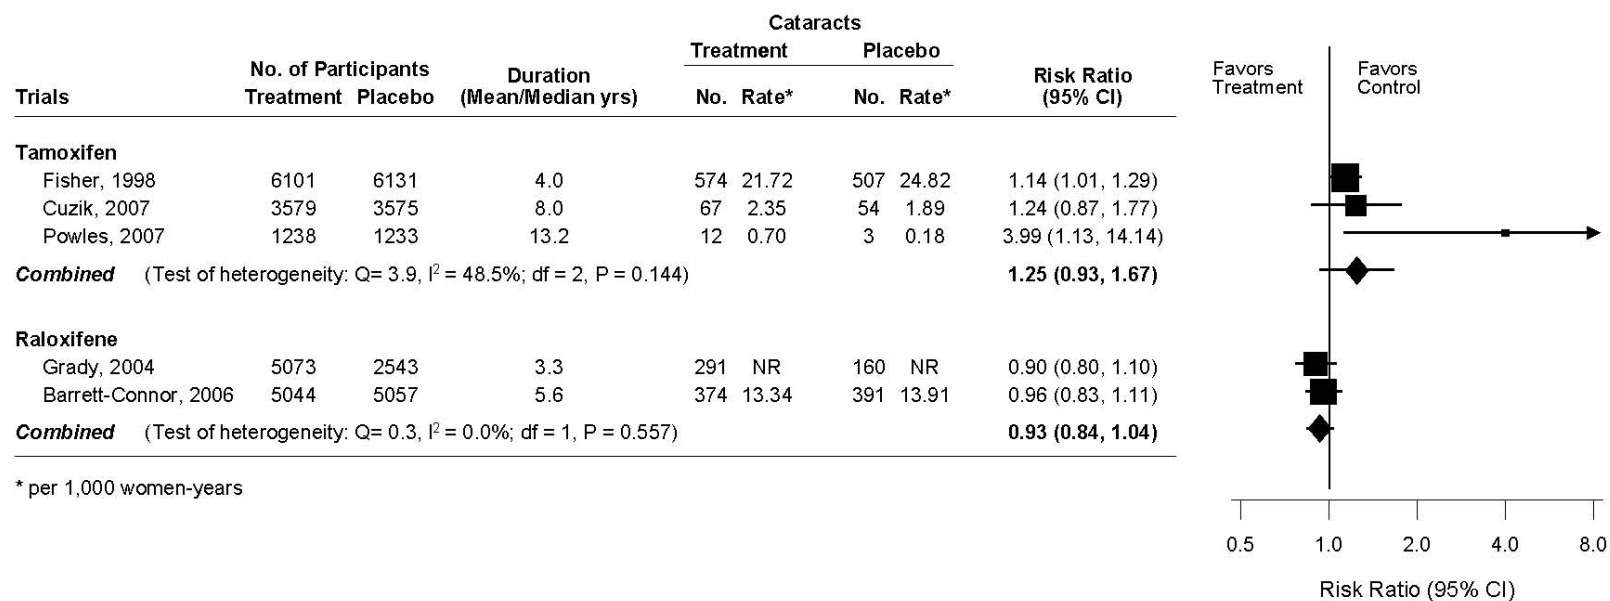 Cataracts
Treatment Placebo
No. of Participants Duration Risk Ratio Favors Favors
Trials Treatment Placebo (Mean/Median yrs) No. Rate* No. Rate* (95% CI) Treatment Control
Tamoxifen
Fisher, 1998 6101 6131 4.0 574 21.72 507 24.82 1.14 (1.01, 1.29)
Cuzik, 2007 3579 3575 8.0 67 2.35 54 1.89 1.24 (0.87, 1.77)
Powles, 2007 1238 1233 13.2 12 0.70 3 0.18 3.99 (1.13, 14.14)
Combined (Test of heterogeneity: Q= 3.9, I² = 48.5%; df = 2, P = 0.144) 1.25 (0.93, 1.67)
Raloxifene
Grady, 2004 5073 2543 3.3 291 NR 160 NR 0.90 (0.80, 1.10)
Barrett-Connor, 2006 5044 5057 5.6 374 13.34 391 13.91 0.96 (0.83, 1.11)
Combined (Test of heterogeneity: Q= 0.3, I² = 0.0%; df = 1, P = 0.557) 0.93 (0.84, 1.04)
* per 1,000 women-years
0.5 1.0 2.0 4.0 8.0
Risk Ratio (95% CI)